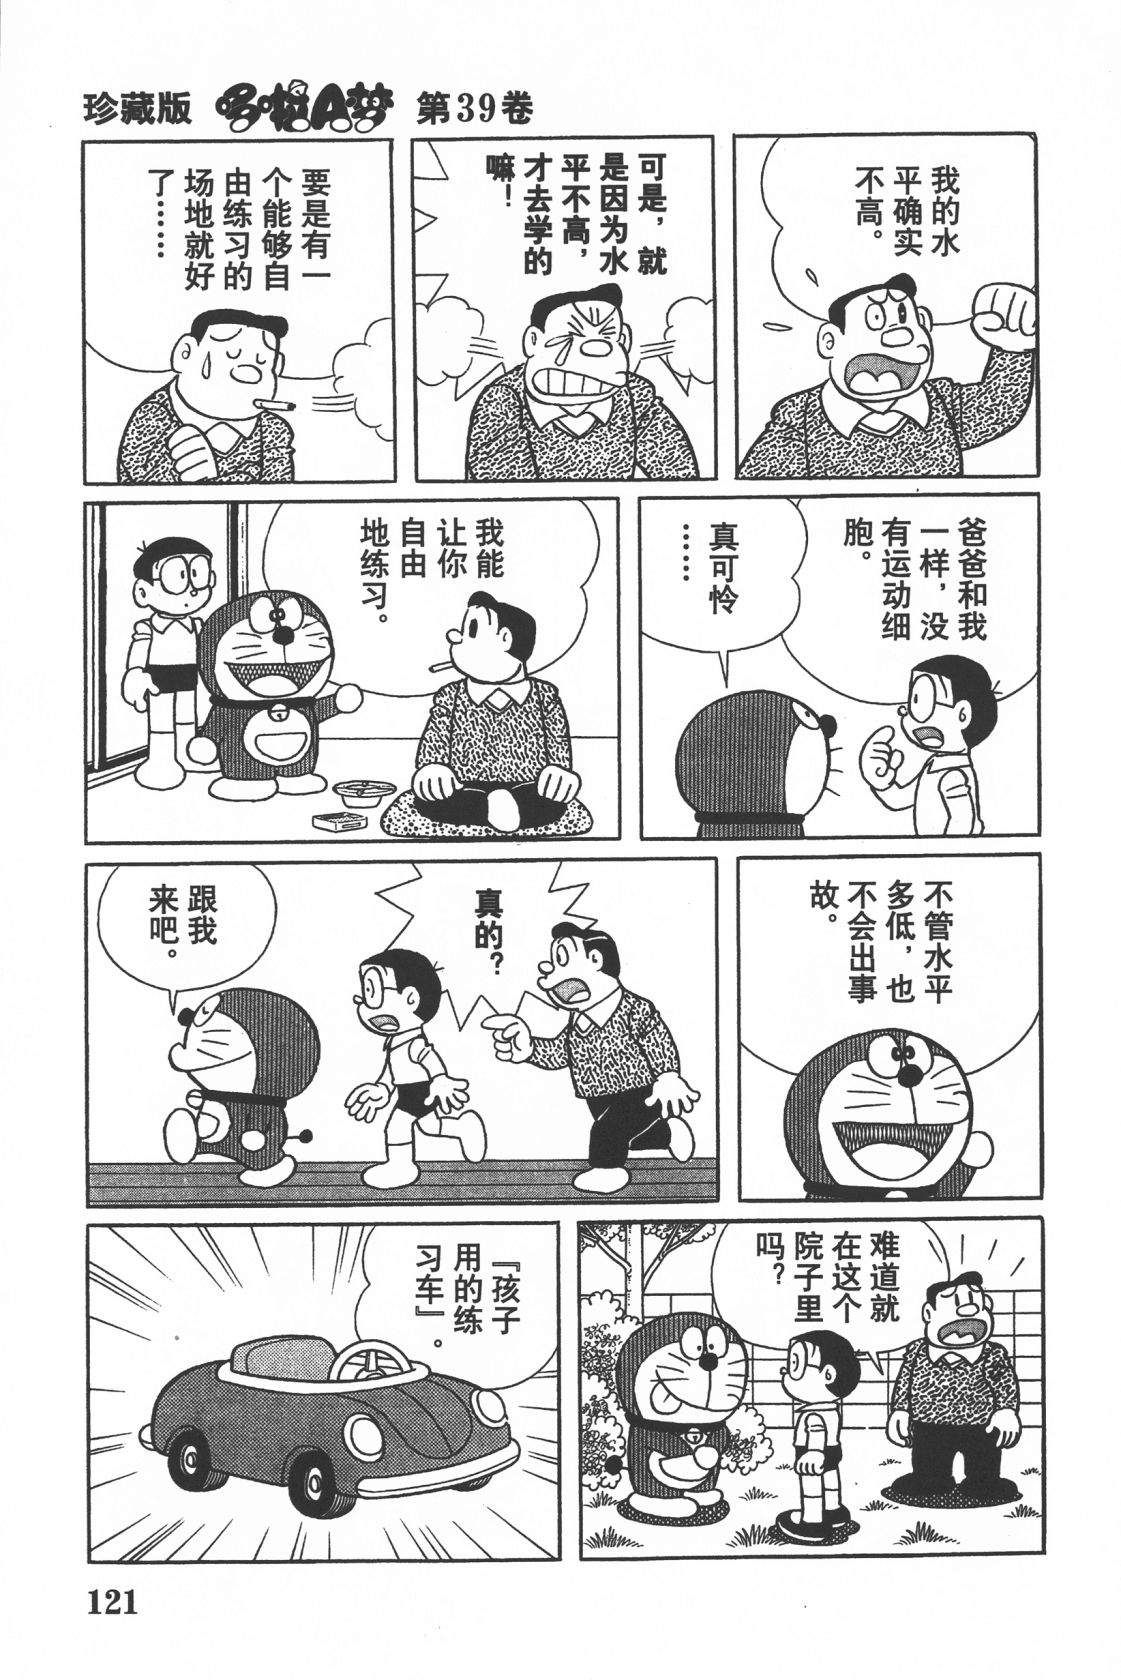 珍藏版 哆啦A梦 第39卷
我的水
平确实
不高。
可是，就
是因为水
平不高，
才去学的
嘛！
要是有一
个能够自
由练习的
场地就好
了……
爸爸和我
一样，没
有运动细
胞。
真可怜
……
我能
让你
自由
地练习。
不管水平
多低，也
不会出事
故。
真的？
跟我
来吧。
难道就
在这个
院子里
吗？
『孩子
用的练
习车』。
121